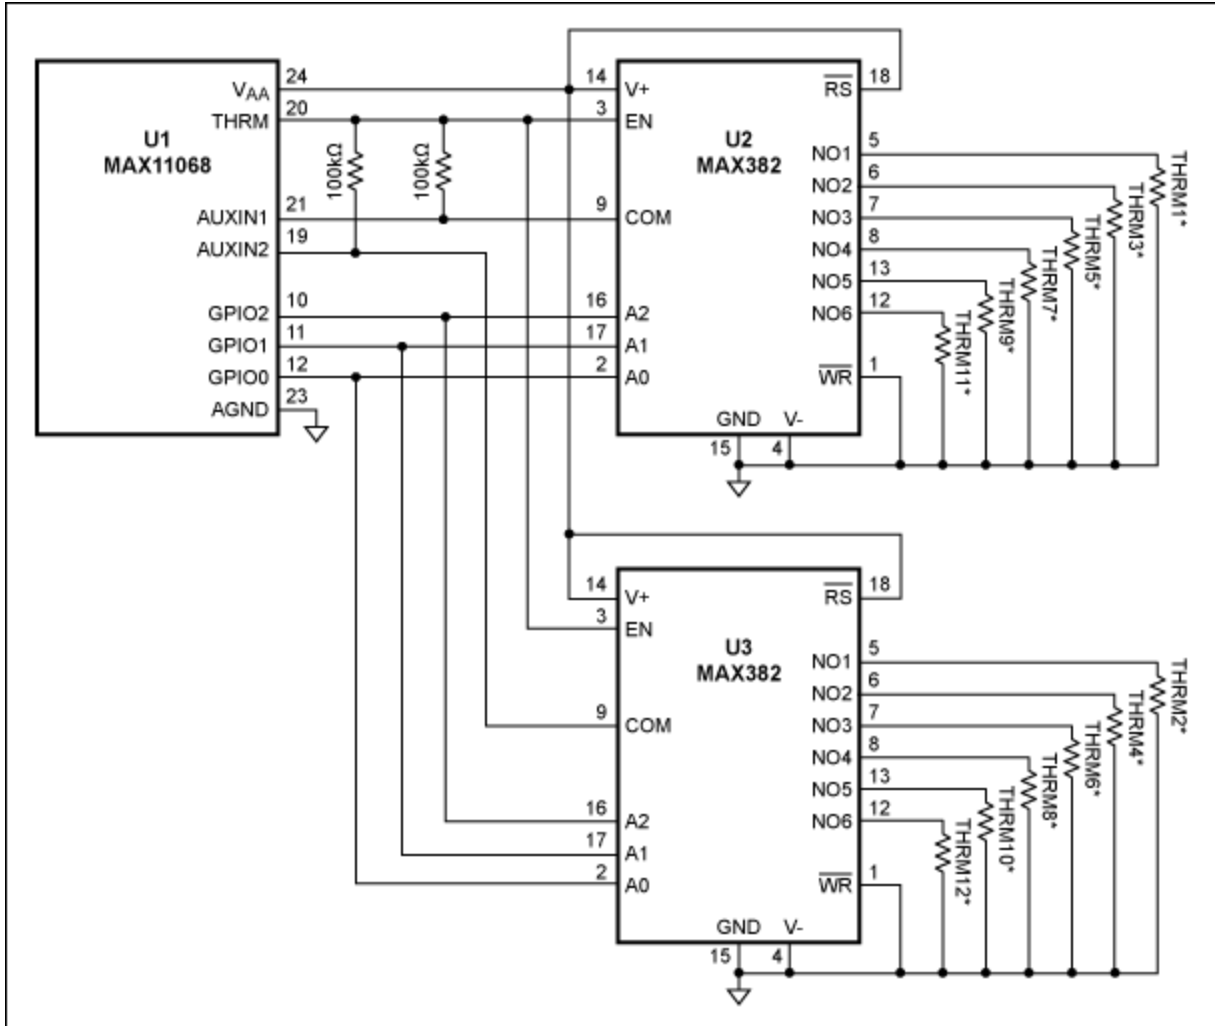 U1
MAX11068
VAA
24
THRM
20
AUXIN1
21
AUXIN2
19
GPIO2
10
GPIO1
11
GPIO0
12
AGND
23
100kΩ
100kΩ
U2
MAX382
14
V+
3
EN
9
COM
16
A2
17
A1
2
A0
RS
18
NO1
5
NO2
6
NO3
7
NO4
8
NO5
13
NO6
12
WR
1
GND
V-
15
4
THRM1*
THRM3*
THRM5*
THRM7*
THRM9*
THRM11*
U3
MAX382
14
V+
3
EN
9
COM
16
A2
17
A1
2
A0
RS
18
NO1
5
NO2
6
NO3
7
NO4
8
NO5
13
NO6
12
WR
1
GND
V-
15
4
THRM2*
THRM4*
THRM6*
THRM8*
THRM10*
THRM12*